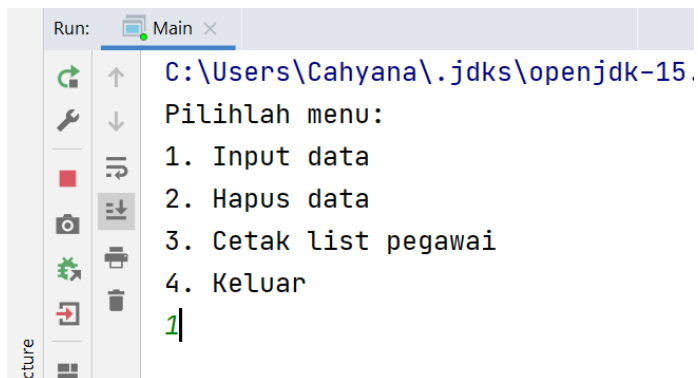 Run: Main
C:\Users\Cahyana\.jdks\openjdk-15.
Pilihlah menu:
1. Input data
2. Hapus data
3. Cetak list pegawai
4. Keluar
1
cture